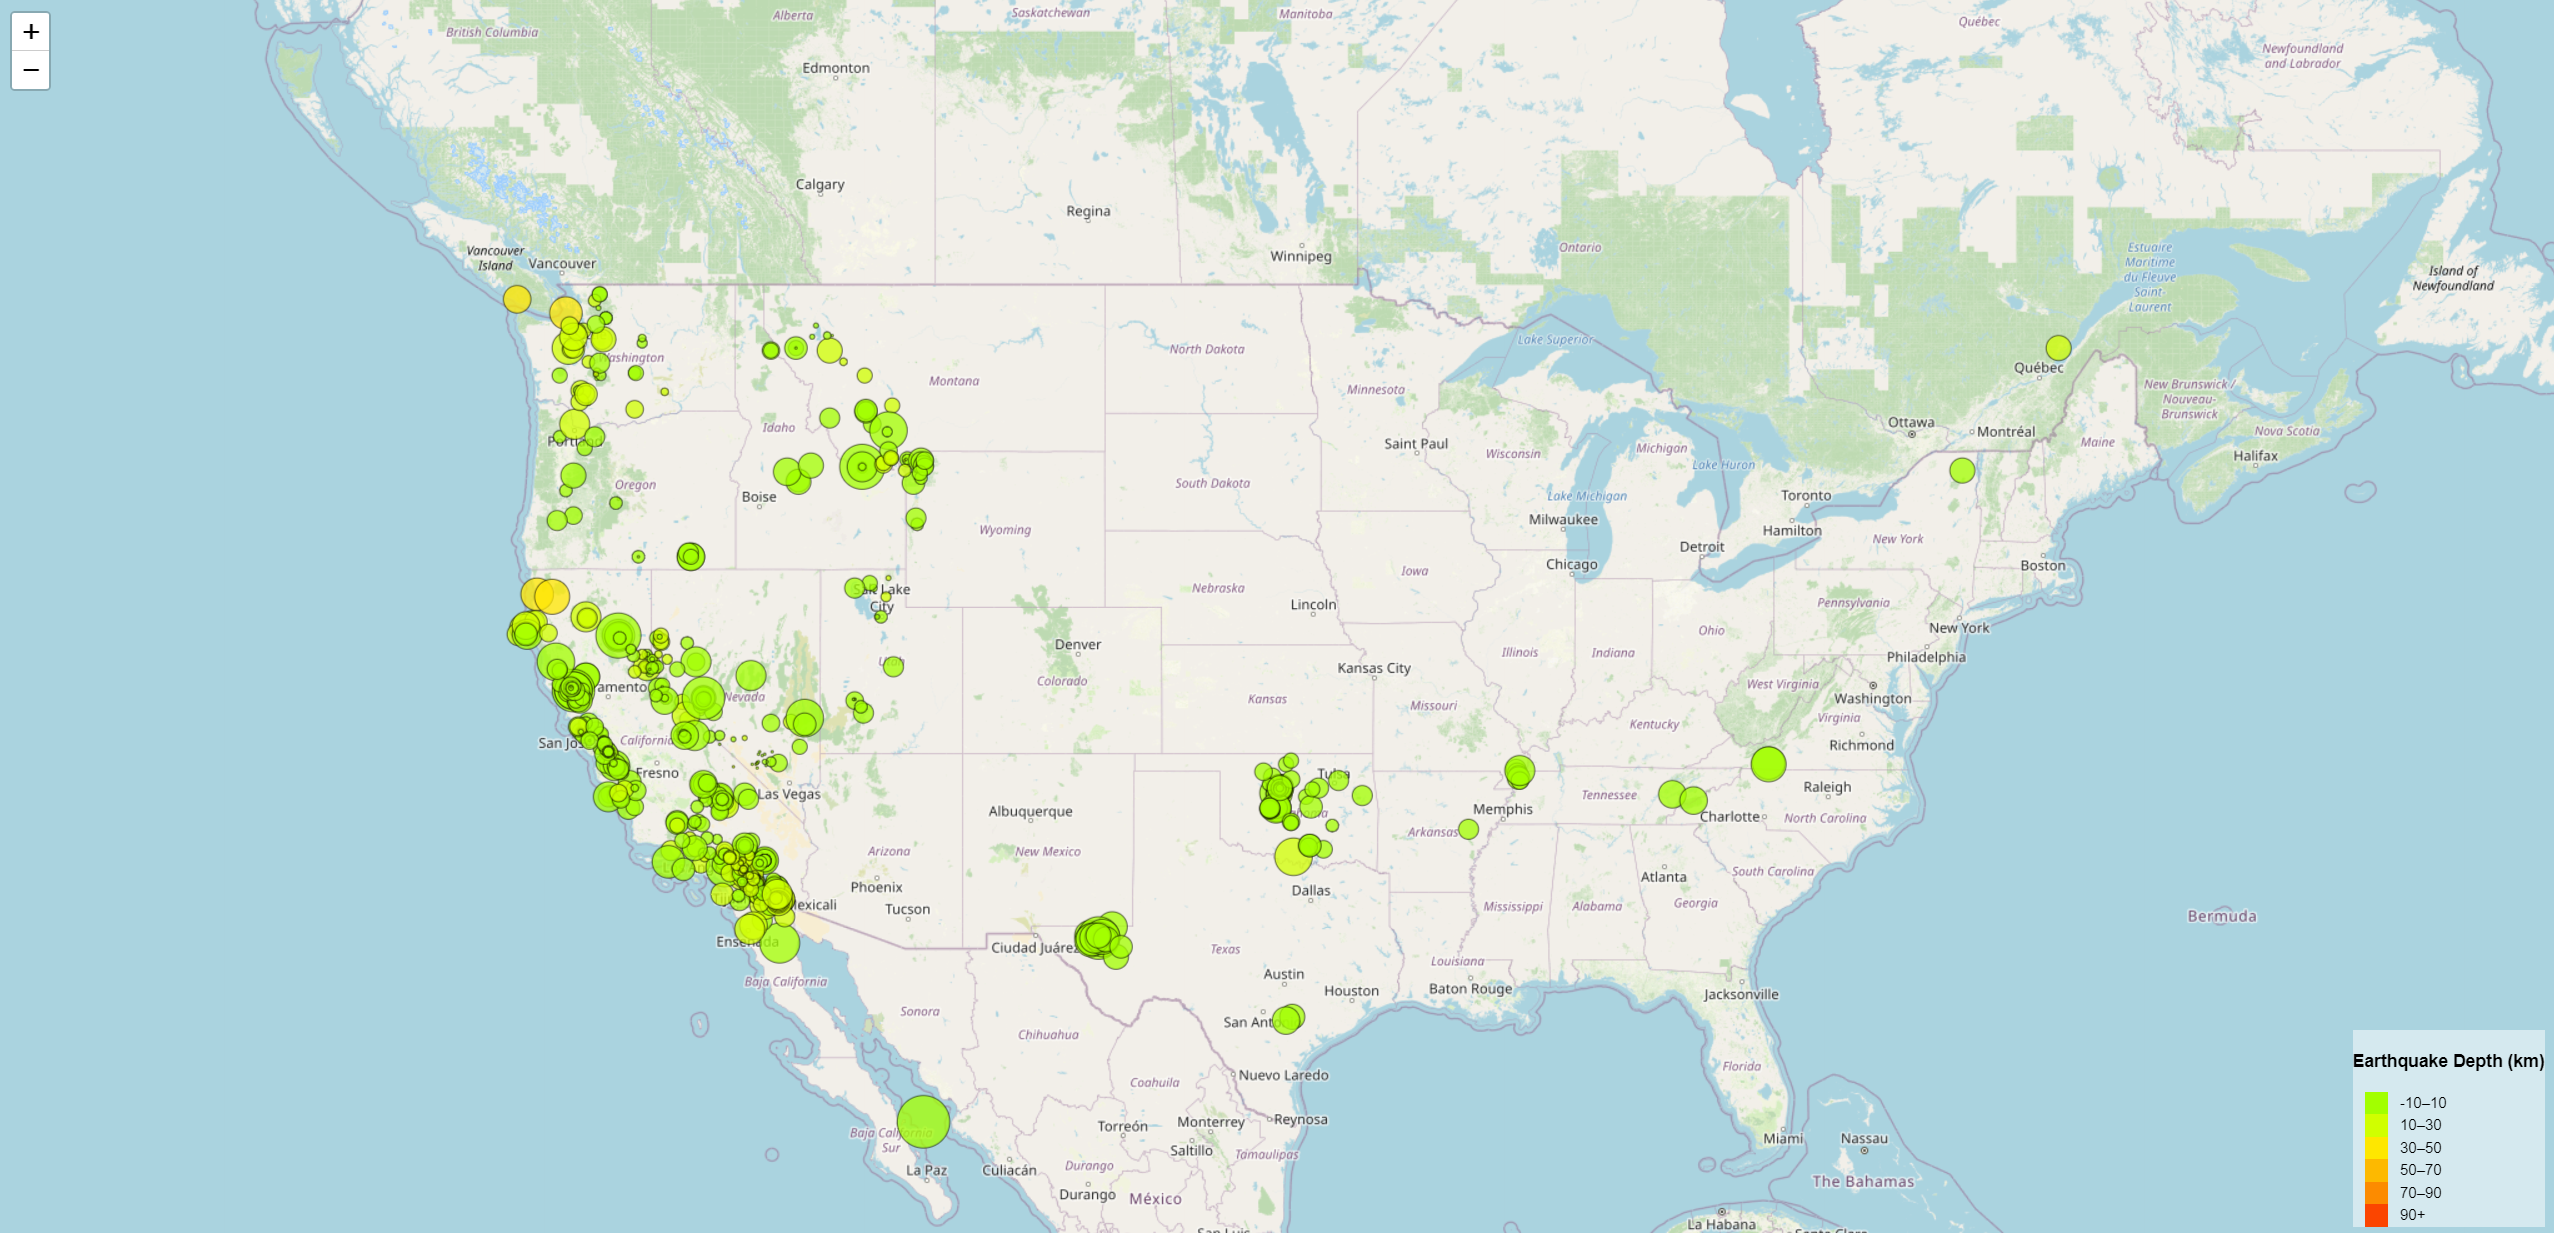 +
−
British Columbia
Alberta
Saskatchewan
Manitoba
Québec
Newfoundland
and Labrador
Edmonton
Calgary
Regina
Winnipeg
Ontario
Vancouver
Island
Vancouver
Estuaire
Maritime
du Fleuve
Saint-
Laurent
Island of
Newfoundland
Washington
North Dakota
Montana
Minnesota
Lake Superior
Québec
New Brunswick /
Nouveau-
Brunswick
Nova Scotia
Idaho
Ottawa
Montréal
Maine
Halifax
Saint Paul
Wisconsin
Michigan
Lake Huron
Oregon
Boise
South Dakota
Lake Michigan
Toronto
Hamilton
Milwaukee
Wyoming
New York
Detroit
Boston
Chicago
Iowa
Nebraska
Salt Lake
City
Lincoln
Pennsylvania
New York
Ohio
Philadelphia
Denver
Kansas City
Illinois
Indiana
Utah
Colorado
West Virginia
Washington
Nevada
Kansas
Missouri
Kentucky
Virginia
Richmond
San Jos
California
Fresno
Las Vegas
Tulsa
Tennessee
Raleigh
Albuquerque
Memphis
Charlotte
North Carolina
Arkansas
Arizona
New Mexico
Phoenix
Dallas
Atlanta
South Carolina
Mexicali
Tucson
Mississippi
Alabama
Georgia
Bermuda
Ensenada
Ciudad Juárez
Texas
Louisiana
Baja California
Austin
Houston
Baton Rouge
Jacksonville
Sonora
Chihuahua
San Anto
Florida
Coahuila
Nuevo Laredo
Torreón
Monterrey
Reynosa
Baja California
Sur
Saltillo
Tamaulipas
Miami
Nassau
La Paz
Culiacán
Durango
Durango
México
The Bahamas
La Habana
Earthquake Depth (km)
-10–10
10–30
30–50
50–70
70–90
90+